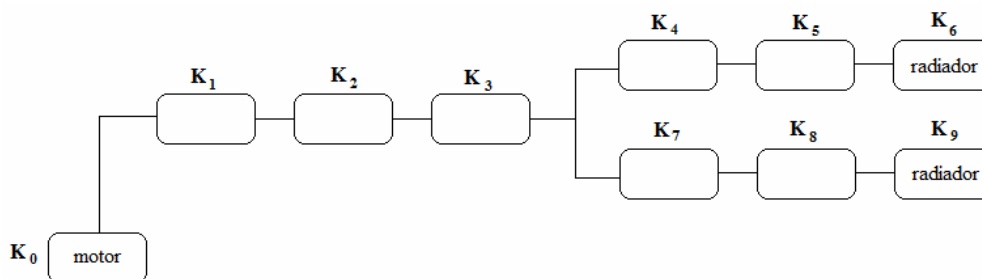 K4 K5 K6
radiador
K1 K2 K3
K7 K8 K9
radiador
K0 motor